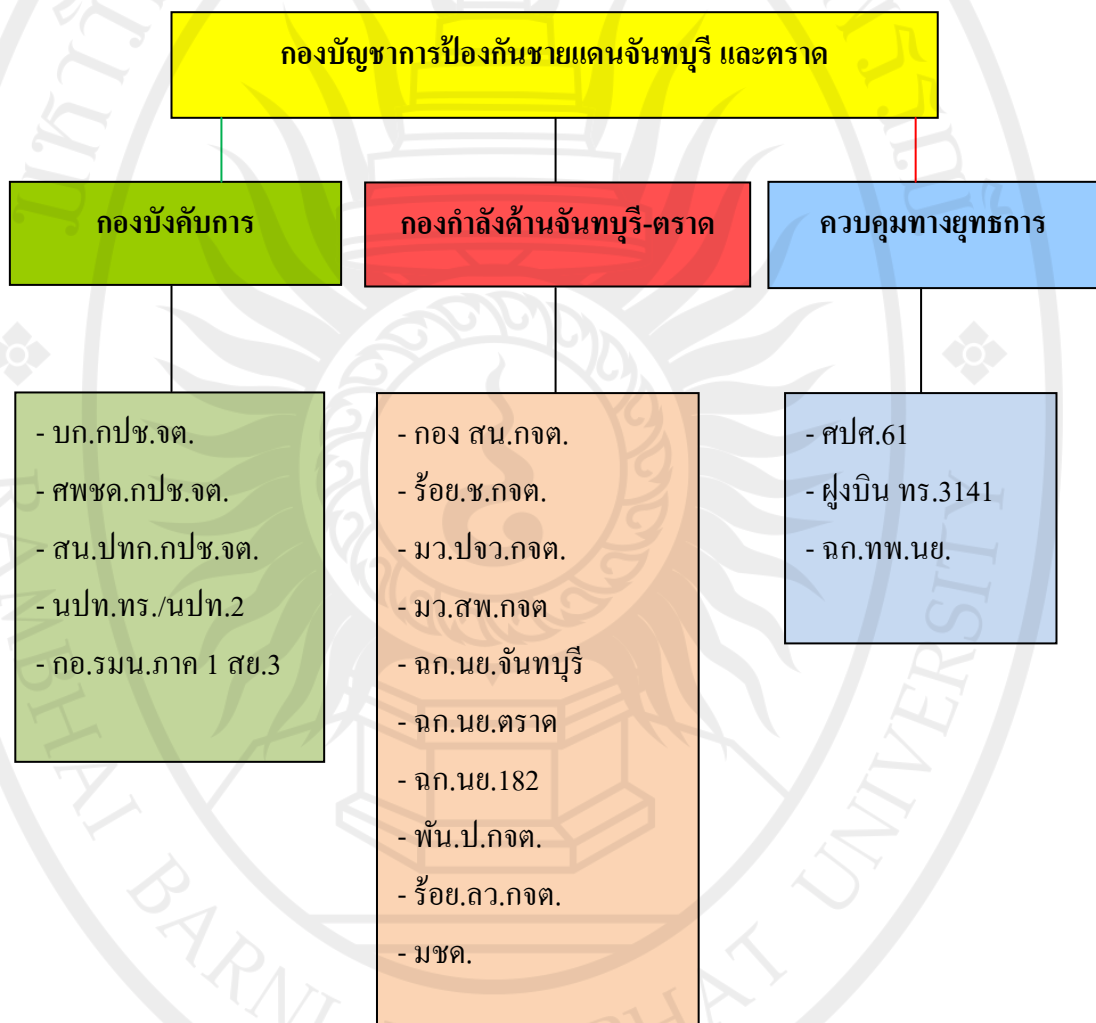 กองบัญชาการป้องกันชายแดนจันทบุรี และตราด
กองบังคับการ
กองกำลังด้านจันทบุรี-ตราด
ควบคุมทางยุทธการ
- บก.กปช.จต.
- ศพชด.กปช.จต.
- สน.ปทก.กปช.จต.
- นปท.ทร./นปท.2
- กอ.รมน.ภาค 1 สย.3
- กอง สน.กจต.
- ร้อย.ช.กจต.
- มว.ปจว.กจต.
- มว.สพ.กจต
- ฉก.นย.จันทบุรี
- ฉก.นย.ตราด
- ฉก.นย.182
- พัน.ป.กจต.
- ร้อย.ลว.กจต.
- มชด.
- ศปศ.61
- ฝูงบิน ทร.3141
- ฉก.ทพ.นย.
UNIVERSITY